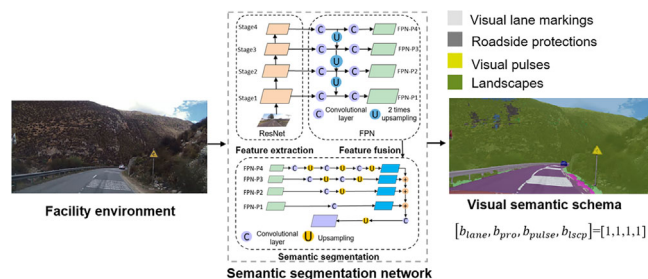 Stage4
Stage3
Stage2
Stage1
ResNet
C
C
C
FPN-P4
U
C
C
C
FPN-P3
U
C
C
C
FPN-P2
U
C
C
C
FPN-P1
C
Convolutional
layer
U
2 times
upsampling
FPN
Feature extraction
Feature fusion
FPN-P4
C U C U C U
FPN-P3
C U C U
FPN-P2
C U
FPN-P1
C
U
C
C
Convolutional
layer
U
Upsampling
Semantic segmentation
Semantic segmentation network
Facility environment
Visual lane markings
Roadside protections
Visual pulses
Landscapes
Visual semantic schema
[b_lane, b_pro, b_pulse, b_lscp]=[1,1,1,1]